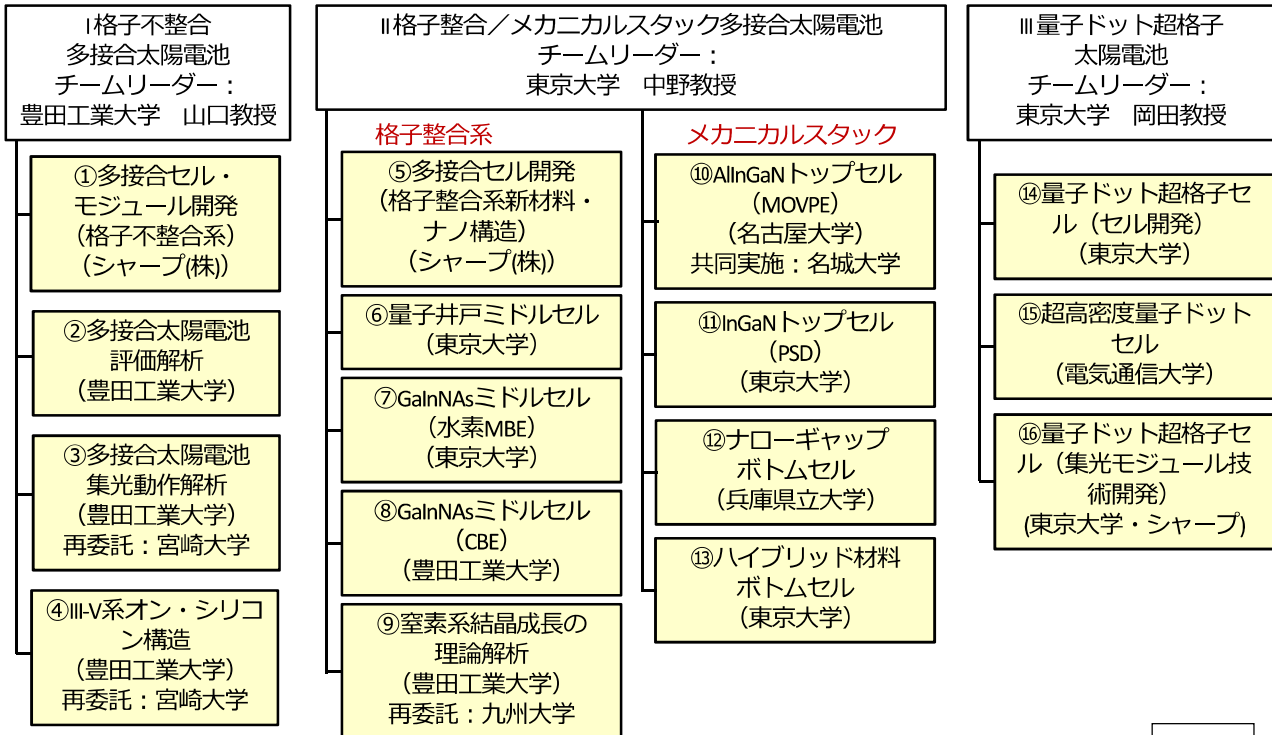 Ⅰ格子不整合
多接合太陽電池
チームリーダー：
豊田工業大学　山口教授
①多接合セル・
モジュール開発
（格子不整合系）
（シャープ(株)）
②多接合太陽電池
評価解析
（豊田工業大学）
③多接合太陽電池
集光動作解析
（豊田工業大学）
再委託：宮崎大学
④III-V系オン・シリコ
ン構造
（豊田工業大学）
再委託：宮崎大学
Ⅱ格子整合／メカニカルスタック多接合太陽電池
チームリーダー：
東京大学　中野教授
格子整合系
⑤多接合セル開発
（格子整合系新材料・
ナノ構造）
（シャープ(株)）
⑥量子井戸ミドルセル
（東京大学）
⑦GaInNAsミドルセル
（水素MBE）
（東京大学）
⑧GaInNAsミドルセル
（CBE）
（豊田工業大学）
⑨窒素系結晶成長の
理論解析
（豊田工業大学）
再委託：九州大学
メカニカルスタック
⑩AlInGaNトップセル
（MOVPE）
（名古屋大学）
共同実施：名城大学
⑪InGaNトップセル
（PSD）
（東京大学）
⑫ナローギャップ
ボトムセル
（兵庫県立大学）
⑬ハイブリッド材料
ボトムセル
（東京大学）
Ⅲ量子ドット超格子
太陽電池
チームリーダー：
東京大学　岡田教授
⑭量子ドット超格子セ
ル（セル開発）
（東京大学）
⑮超高密度量子ドット
セル
（電気通信大学）
⑯量子ドット超格子セ
ル（集光モジュール技
術開発）
(東京大学・シャープ)